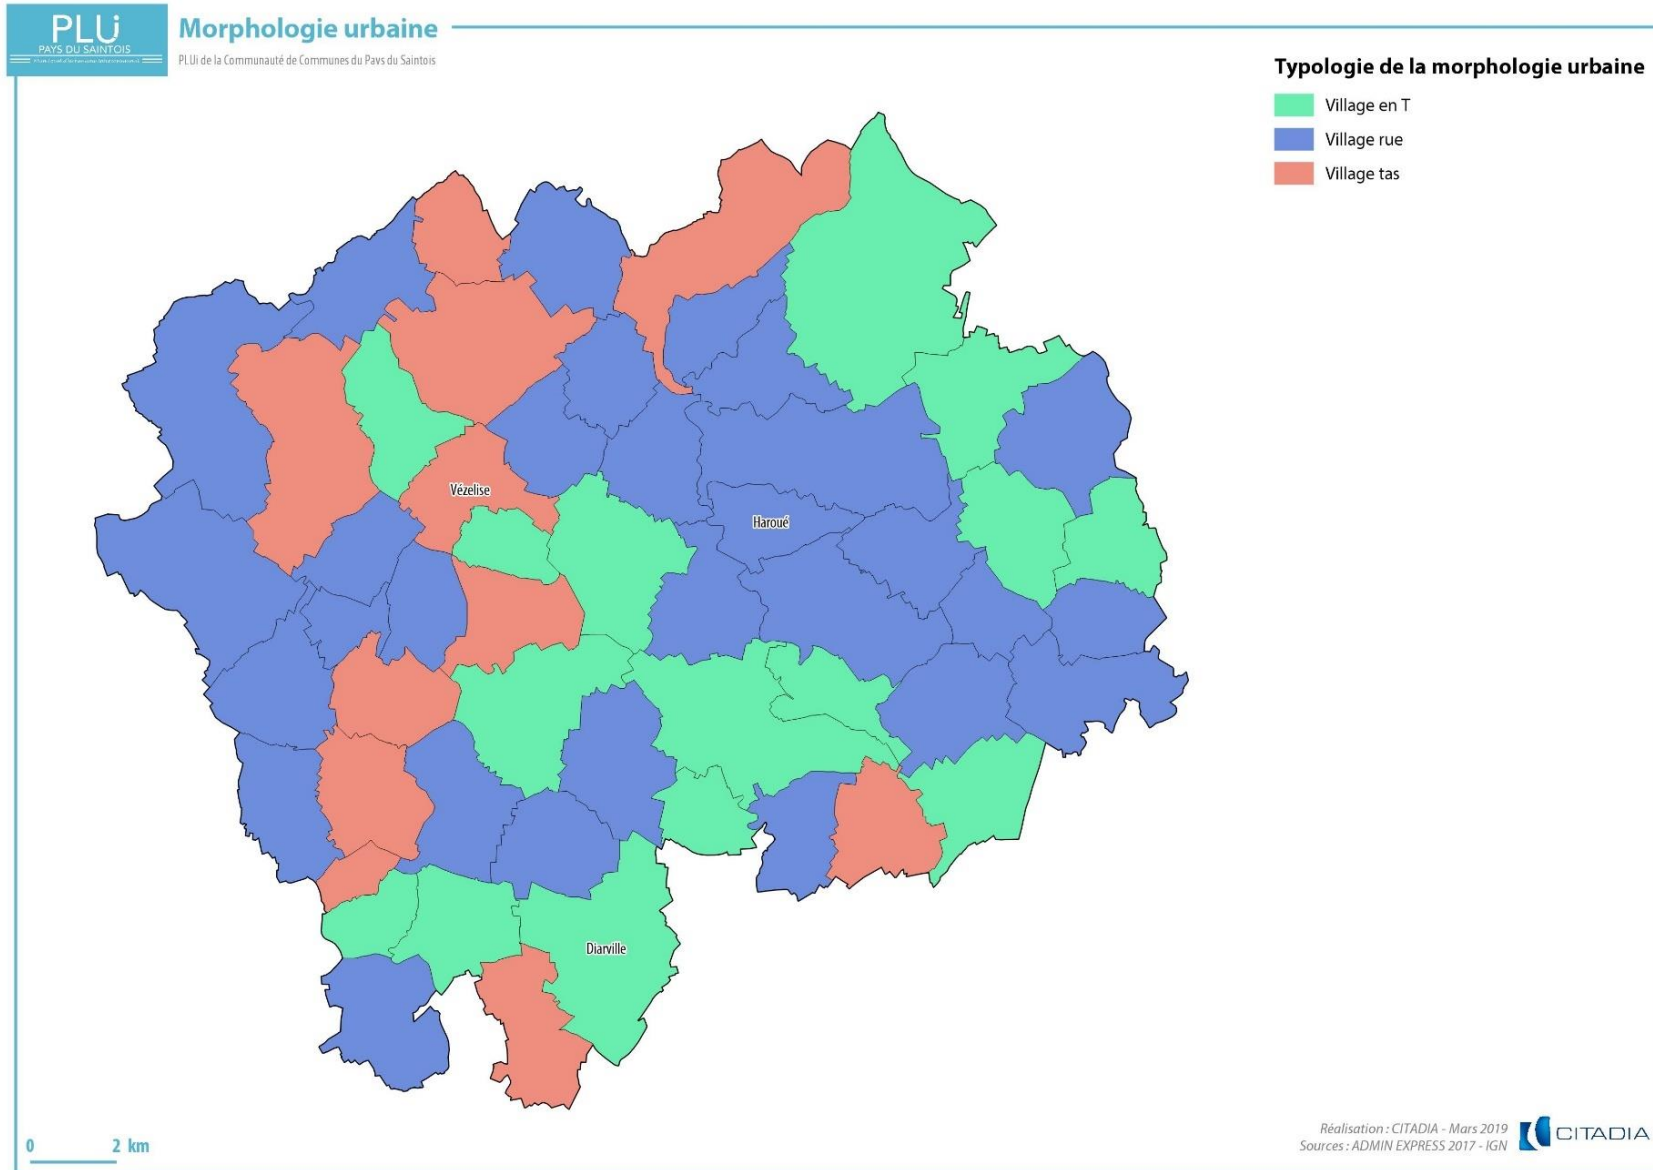 PLUi
PAYS DU SAINTOIS
Morphologie urbaine
PLUi de la Communauté de Communes du Pays du Saintois
Typologie de la morphologie urbaine
Village en T
Village rue
Village tas
Vézelise
Haroué
Diarville
0 2 km
Réalisation : CITADIA - Mars 2019
Sources : ADMIN EXPRESS 2017 - IGN
CITADIA